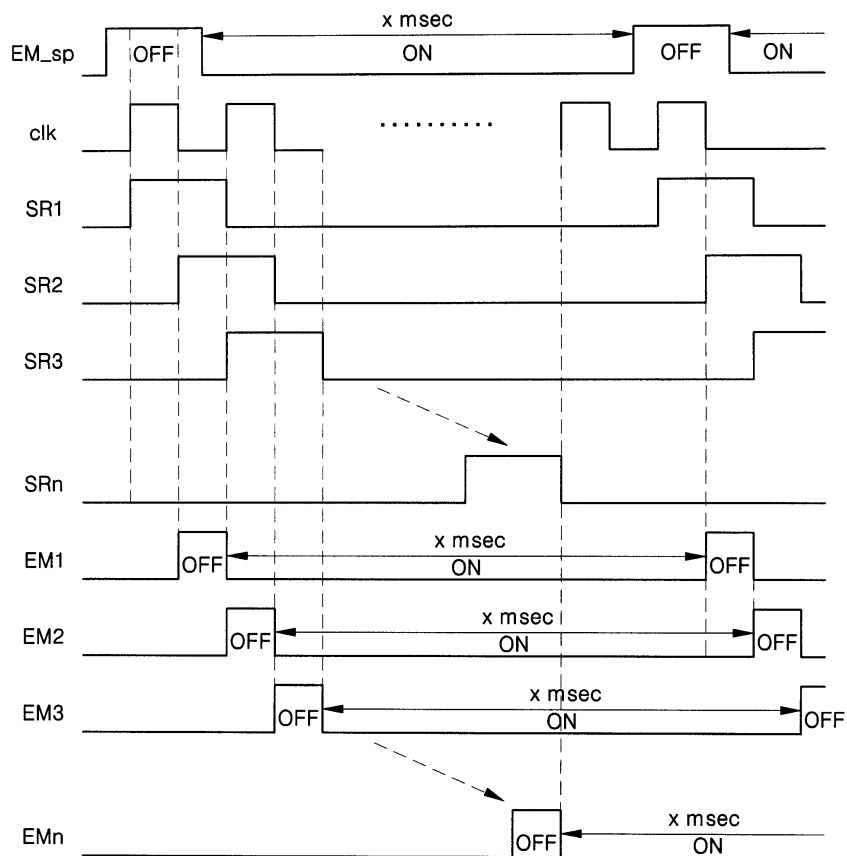 x msec
EM_sp OFF ON OFF ON
clk ..........
SR1
SR2
SR3
SRn
x msec
EM1 OFF ON OFF
x msec
EM2 OFF ON OFF
x msec
EM3 OFF ON OFF
x msec
EMn OFF ON